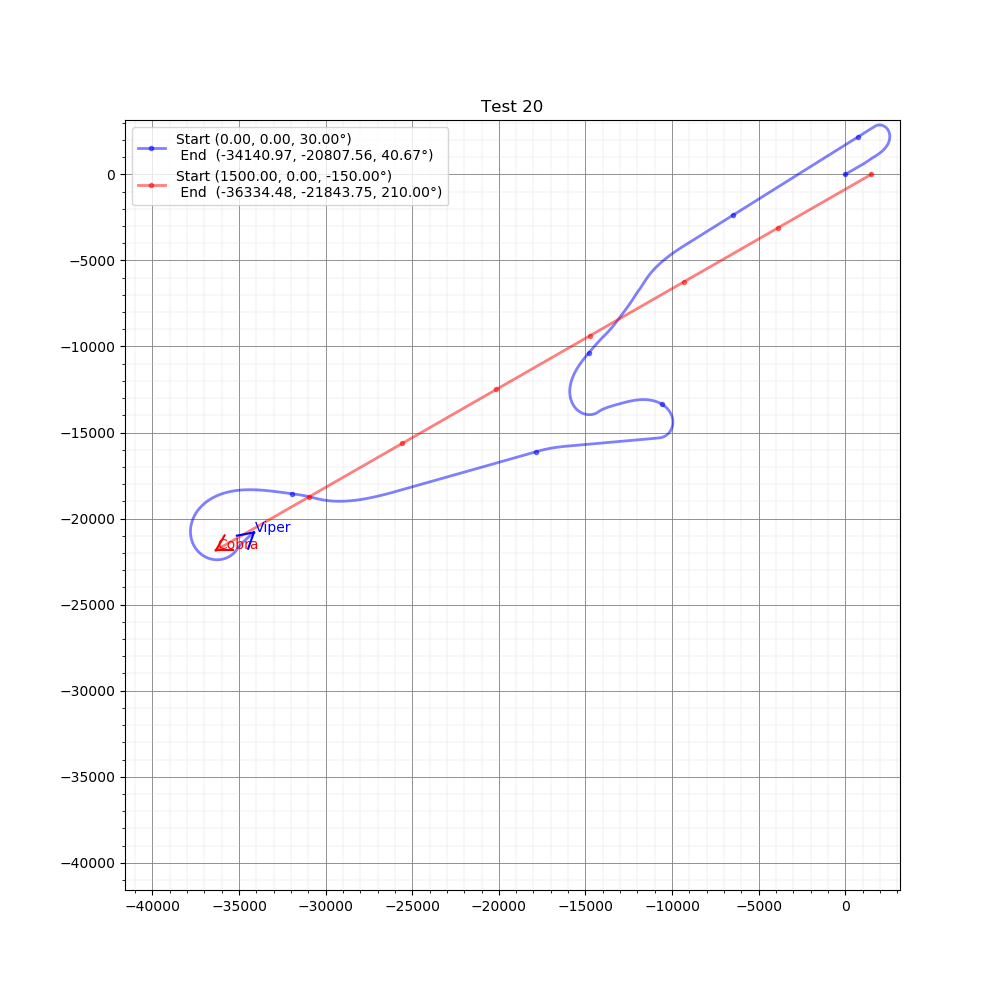 Test 20
Start (0.00, 0.00, 30.00°)
End (-34140.97, -20807.56, 40.67°)
Start (1500.00, 0.00, -150.00°)
End (-36334.48, -21843.75, 210.00°)
0
−5000
−10000
−15000
−20000
−25000
−30000
−35000
−40000
Viper
Cobra
−40000 −35000 −30000 −25000 −20000 −15000 −10000 −5000 0